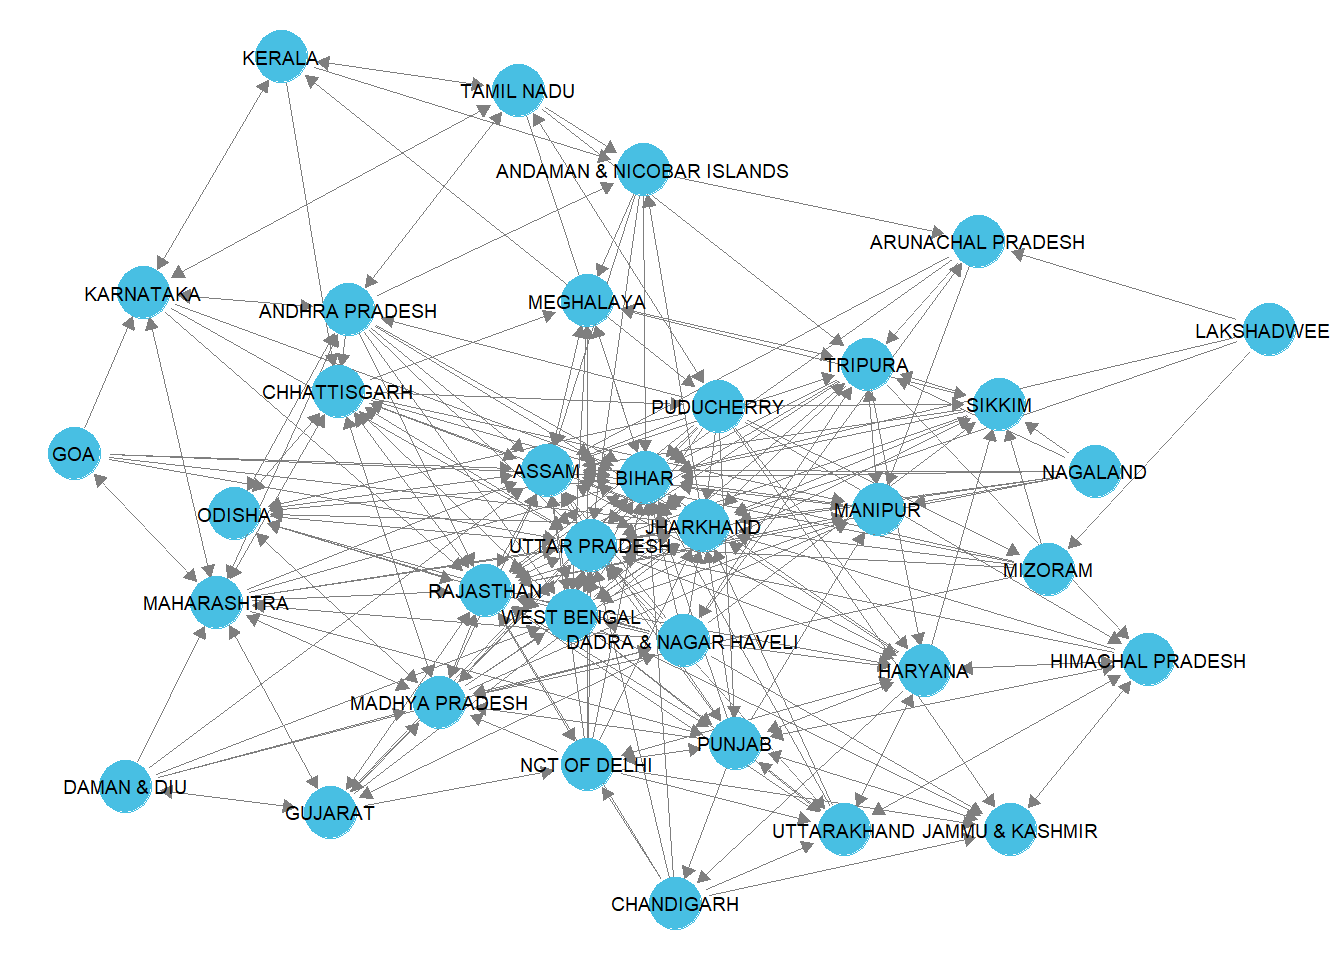 KERALA
TAMIL NADU
ANDAMAN & NICOBAR ISLANDS
ARUNACHAL PRADESH
KARNATAKA
MEGHALAYA
ANDHRA PRADESH
LAKSHADWEE
TRIPURA
CHHATTISGARH
PUDUCHERRY
SIKKIM
GOA
ASSAM
BIHAR
NAGALAND
ODISHA
MANIPUR
JHARKHAND
UTTAR PRADESH
MIZORAM
RAJASTHAN
MAHARASHTRA
WEST BENGAL
DADRA & NAGAR HAVELI
HIMACHAL PRADESH
HARYANA
MADHYA PRADESH
PUNJAB
NCT OF DELHI
DAMAN & DIU
GUJARAT
UTTARAKHAND
JAMMU & KASHMIR
CHANDIGARH